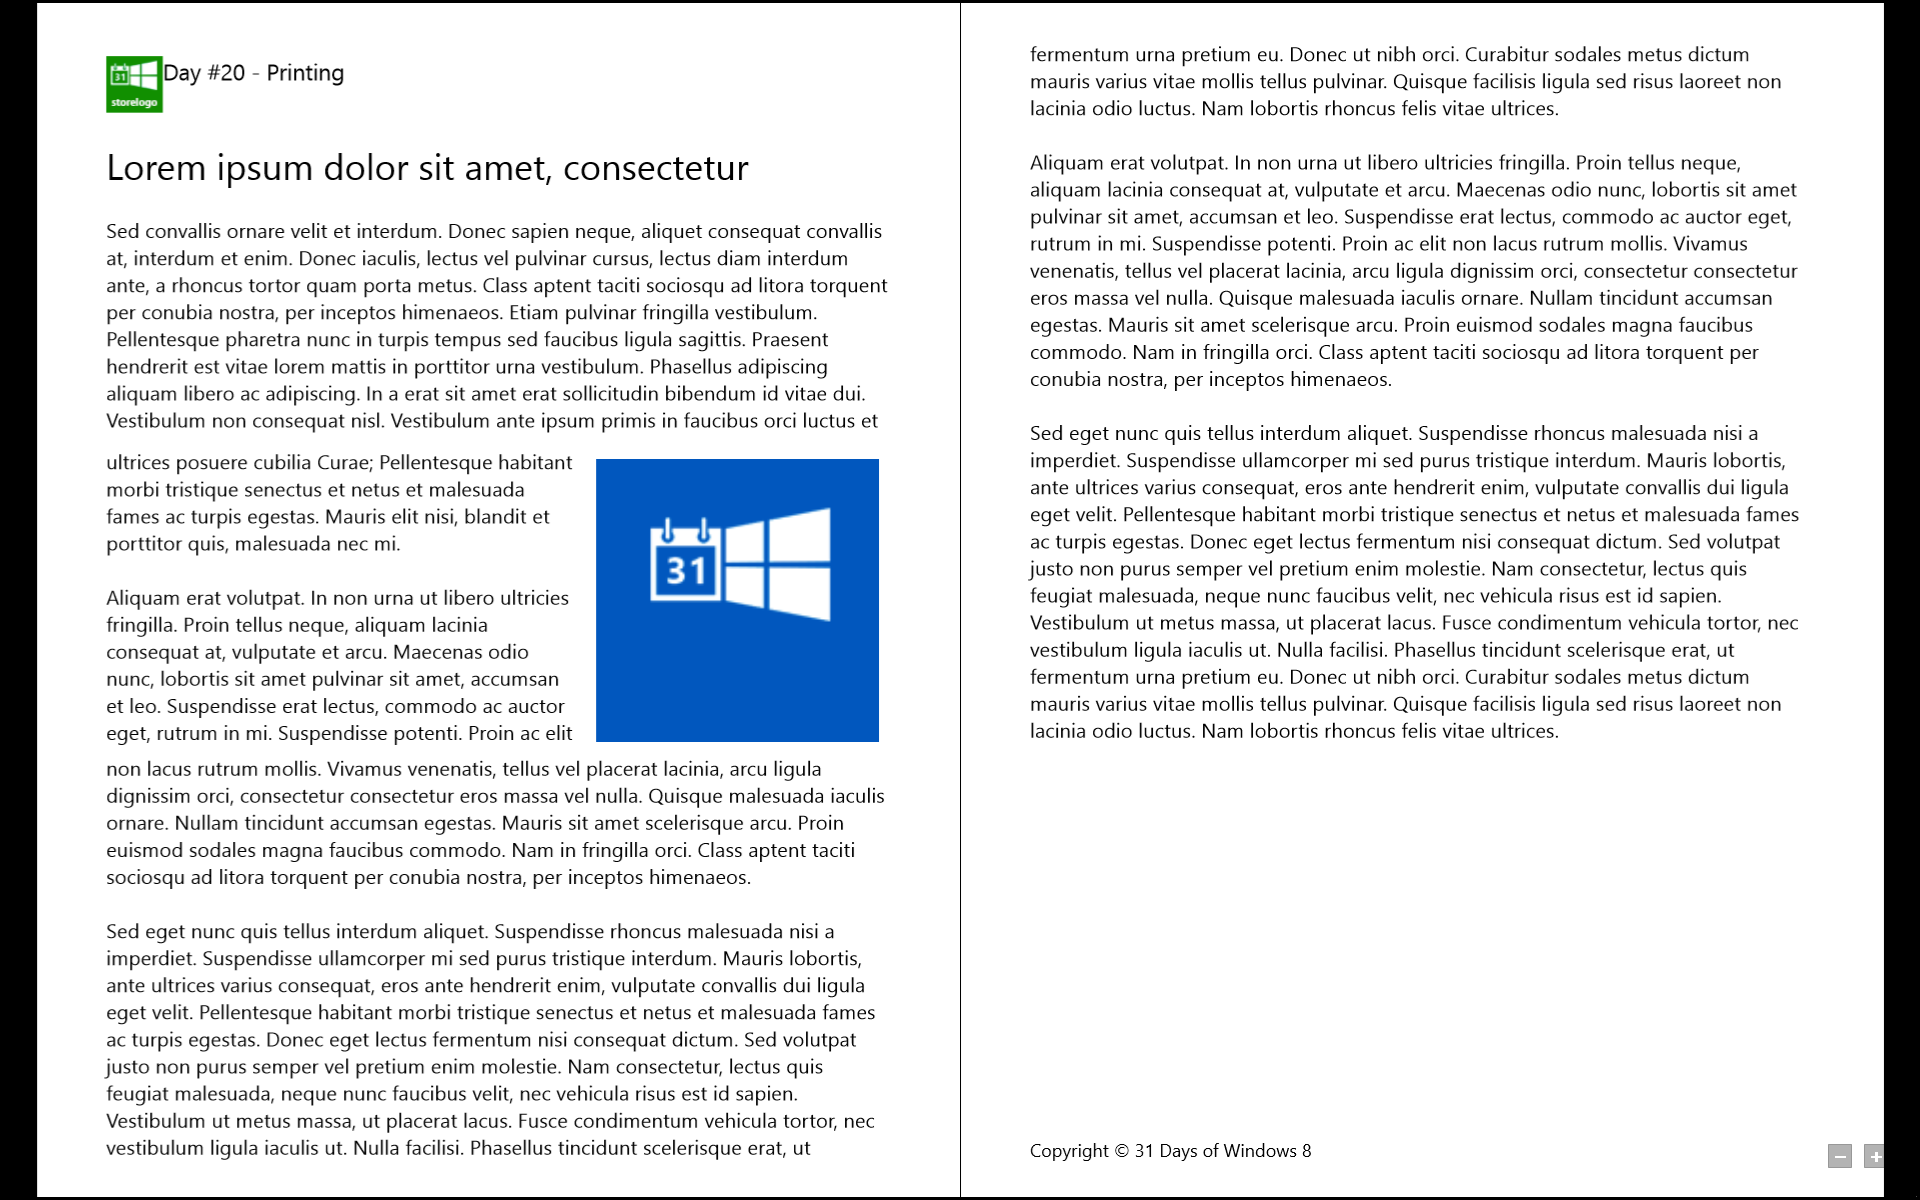 31
storelogo
Day #20 - Printing
Lorem ipsum dolor sit amet, consectetur
Sed convallis ornare velit et interdum. Donec sapien neque, aliquet consequat convallis
at, interdum et enim. Donec iaculis, lectus vel pulvinar cursus, lectus diam interdum
ante, a rhoncus tortor quam porta metus. Class aptent taciti sociosqu ad litora torquent
per conubia nostra, per inceptos himenaeos. Etiam pulvinar fringilla vestibulum.
Pellentesque pharetra nunc in turpis tempus sed faucibus ligula sagittis. Praesent
hendrerit est vitae lorem mattis in porttitor urna vestibulum. Phasellus adipiscing
aliquam libero ac adipiscing. In a erat sit amet erat sollicitudin bibendum id vitae dui.
Vestibulum non consequat nisl. Vestibulum ante ipsum primis in faucibus orci luctus et
ultrices posuere cubilia Curae; Pellentesque habitant
morbi tristique senectus et netus et malesuada
fames ac turpis egestas. Mauris elit nisi, blandit et
porttitor quis, malesuada nec mi.
Aliquam erat volutpat. In non urna ut libero ultricies
fringilla. Proin tellus neque, aliquam lacinia
consequat at, vulputate et arcu. Maecenas odio
nunc, lobortis sit amet pulvinar sit amet, accumsan
et leo. Suspendisse erat lectus, commodo ac auctor
eget, rutrum in mi. Suspendisse potenti. Proin ac elit
31
non lacus rutrum mollis. Vivamus venenatis, tellus vel placerat lacinia, arcu ligula
dignissim orci, consectetur consectetur eros massa vel nulla. Quisque malesuada iaculis
ornare. Nullam tincidunt accumsan egestas. Mauris sit amet scelerisque arcu. Proin
euismod sodales magna faucibus commodo. Nam in fringilla orci. Class aptent taciti
sociosqu ad litora torquent per conubia nostra, per inceptos himenaeos.
Sed eget nunc quis tellus interdum aliquet. Suspendisse rhoncus malesuada nisi a
imperdiet. Suspendisse ullamcorper mi sed purus tristique interdum. Mauris lobortis,
ante ultrices varius consequat, eros ante hendrerit enim, vulputate convallis dui ligula
eget velit. Pellentesque habitant morbi tristique senectus et netus et malesuada fames
ac turpis egestas. Donec eget lectus fermentum nisi consequat dictum. Sed volutpat
justo non purus semper vel pretium enim molestie. Nam consectetur, lectus quis
feugiat malesuada, neque nunc faucibus velit, nec vehicula risus est id sapien.
Vestibulum ut metus massa, ut placerat lacus. Fusce condimentum vehicula tortor, nec
vestibulum ligula iaculis ut. Nulla facilisi. Phasellus tincidunt scelerisque erat, ut
fermentum urna pretium eu. Donec ut nibh orci. Curabitur sodales metus dictum
mauris varius vitae mollis tellus pulvinar. Quisque facilisis ligula sed risus laoreet non
lacinia odio luctus. Nam lobortis rhoncus felis vitae ultrices.
Aliquam erat volutpat. In non urna ut libero ultricies fringilla. Proin tellus neque,
aliquam lacinia consequat at, vulputate et arcu. Maecenas odio nunc, lobortis sit amet
pulvinar sit amet, accumsan et leo. Suspendisse erat lectus, commodo ac auctor eget,
rutrum in mi. Suspendisse potenti. Proin ac elit non lacus rutrum mollis. Vivamus
venenatis, tellus vel placerat lacinia, arcu ligula dignissim orci, consectetur consectetur
eros massa vel nulla. Quisque malesuada iaculis ornare. Nullam tincidunt accumsan
egestas. Mauris sit amet scelerisque arcu. Proin euismod sodales magna faucibus
commodo. Nam in fringilla orci. Class aptent taciti sociosqu ad litora torquent per
conubia nostra, per inceptos himenaeos.
Sed eget nunc quis tellus interdum aliquet. Suspendisse rhoncus malesuada nisi a
imperdiet. Suspendisse ullamcorper mi sed purus tristique interdum. Mauris lobortis,
ante ultrices varius consequat, eros ante hendrerit enim, vulputate convallis dui ligula
eget velit. Pellentesque habitant morbi tristique senectus et netus et malesuada fames
ac turpis egestas. Donec eget lectus fermentum nisi consequat dictum. Sed volutpat
justo non purus semper vel pretium enim molestie. Nam consectetur, lectus quis
feugiat malesuada, neque nunc faucibus velit, nec vehicula risus est id sapien.
Vestibulum ut metus massa, ut placerat lacus. Fusce condimentum vehicula tortor, nec
vestibulum ligula iaculis ut. Nulla facilisi. Phasellus tincidunt scelerisque erat, ut
fermentum urna pretium eu. Donec ut nibh orci. Curabitur sodales metus dictum
mauris varius vitae mollis tellus pulvinar. Quisque facilisis ligula sed risus laoreet non
lacinia odio luctus. Nam lobortis rhoncus felis vitae ultrices.
Copyright © 31 Days of Windows 8